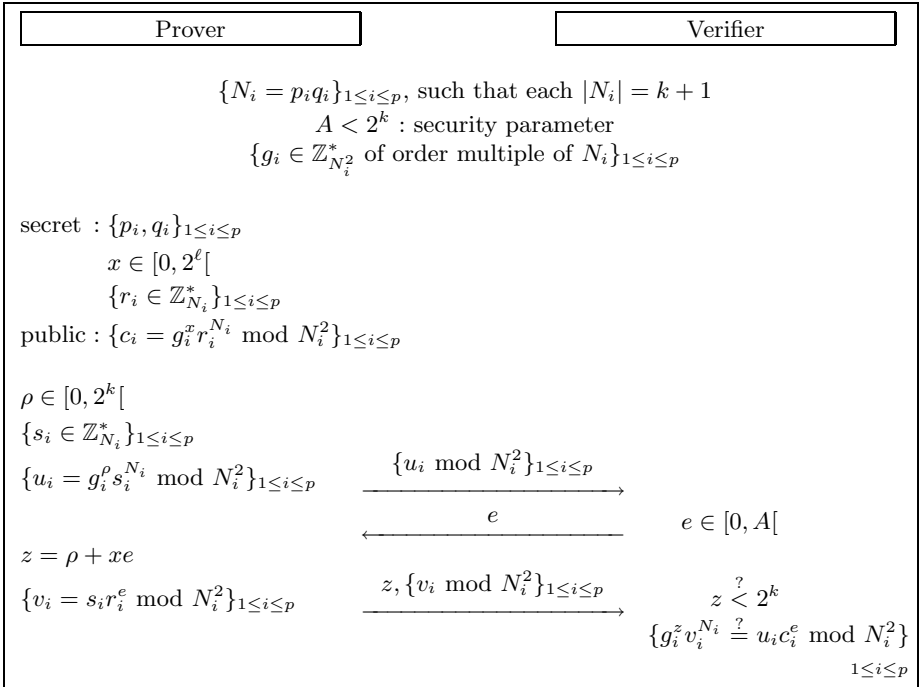 Prover Verifier
{N_i = p_i q_i}_{1≤i≤p}, such that each |N_i| = k + 1
A < 2^k : security parameter
{g_i ∈ ℤ*_{N_i^2} of order multiple of N_i}_{1≤i≤p}
secret : {p_i, q_i}_{1≤i≤p}
x ∈ [0, 2^ℓ[
{r_i ∈ ℤ*_{N_i}}_{1≤i≤p}
public : {c_i = g_i^x r_i^{N_i} mod N_i^2}_{1≤i≤p}
ρ ∈ [0, 2^k[
{s_i ∈ ℤ*_{N_i}}_{1≤i≤p}
{u_i = g_i^ρ s_i^{N_i} mod N_i^2}_{1≤i≤p} {u_i mod N_i^2}_{1≤i≤p}
e e ∈ [0, A[
z = ρ + xe
{v_i = s_i r_i^e mod N_i^2}_{1≤i≤p} z, {v_i mod N_i^2}_{1≤i≤p} z <^? 2^k
{g_i^z v_i^{N_i} =^? u_i c_i^e mod N_i^2}
1≤i≤p